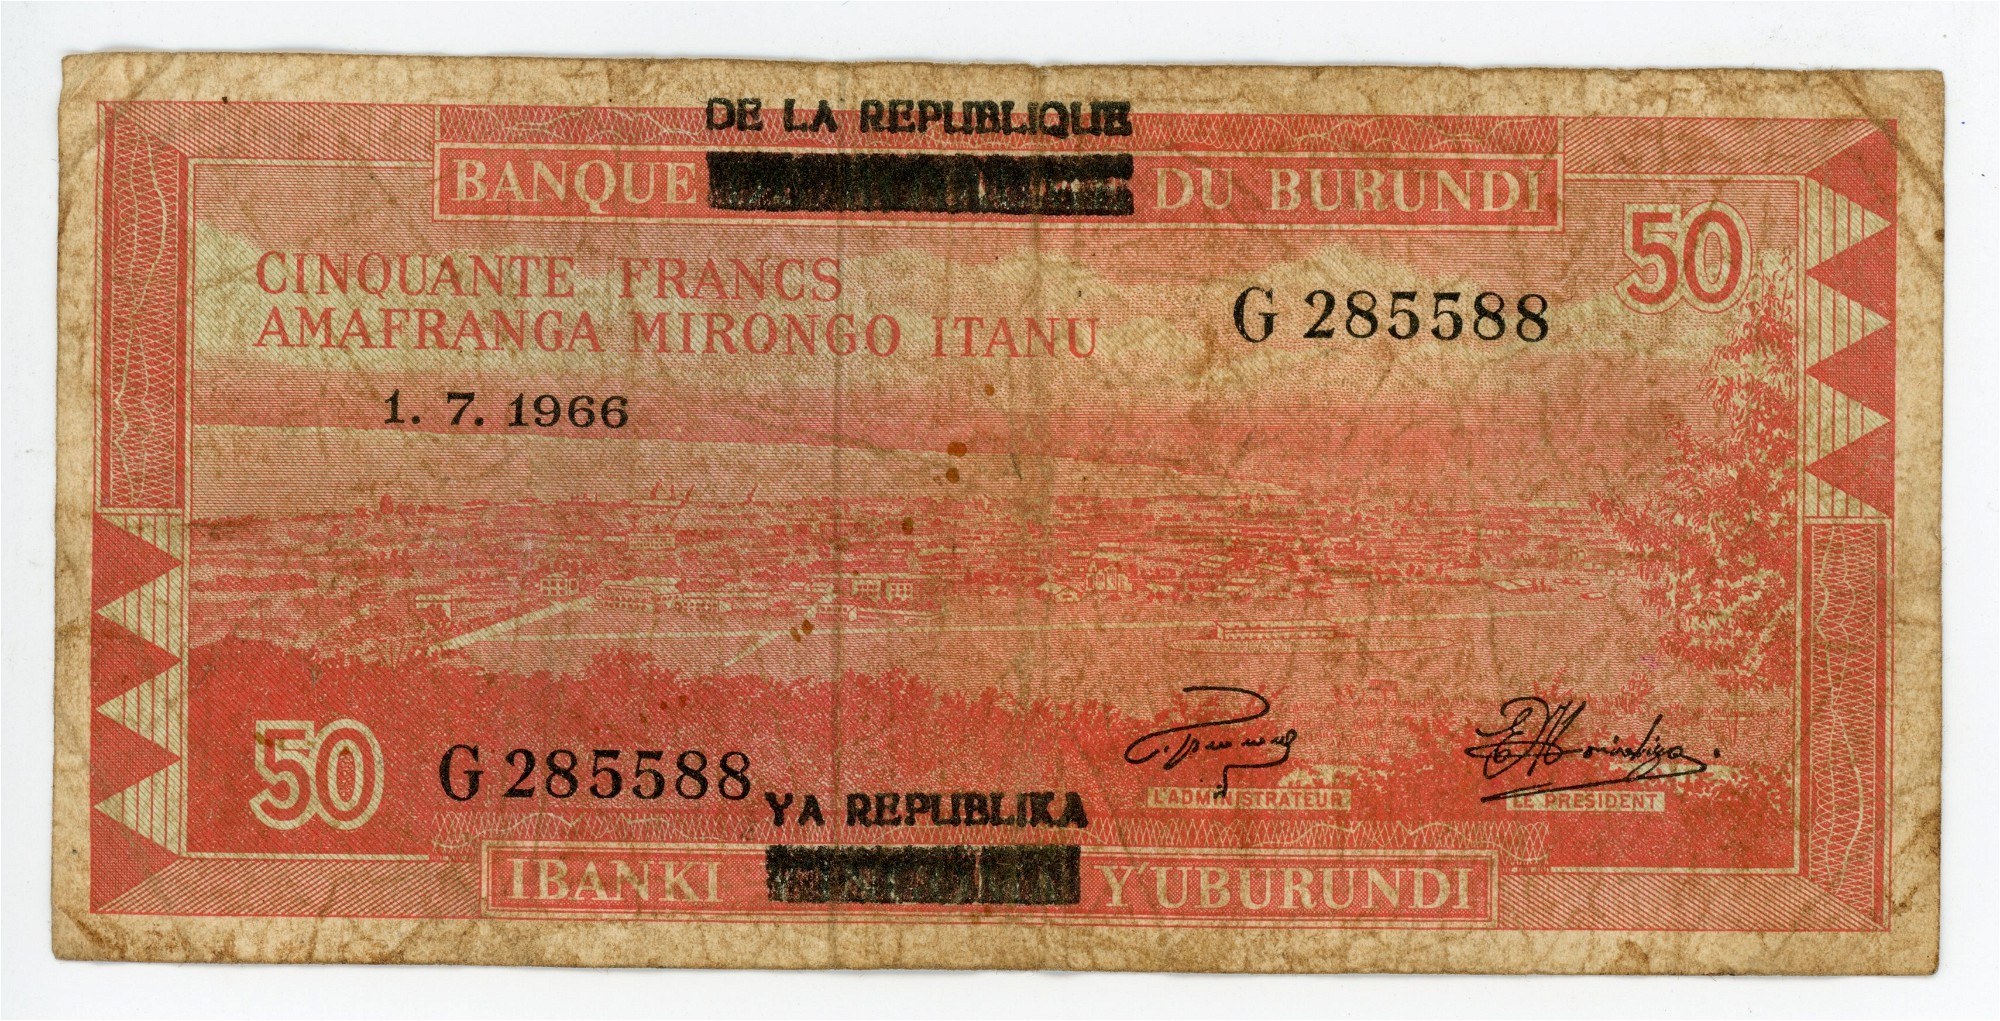 DE LA REPUBLIQUE
BANQUE DU BURUNDI
CINQUANTE FRANCS
50
AMAFRANGA MIRONGO ITANU
G 285588
1. 7. 1966
50
G 285588
L'ADMINISTRATEUR
LE PRESIDENT
YA REPUBLIKA
IBANKI Y'UBURUNDI